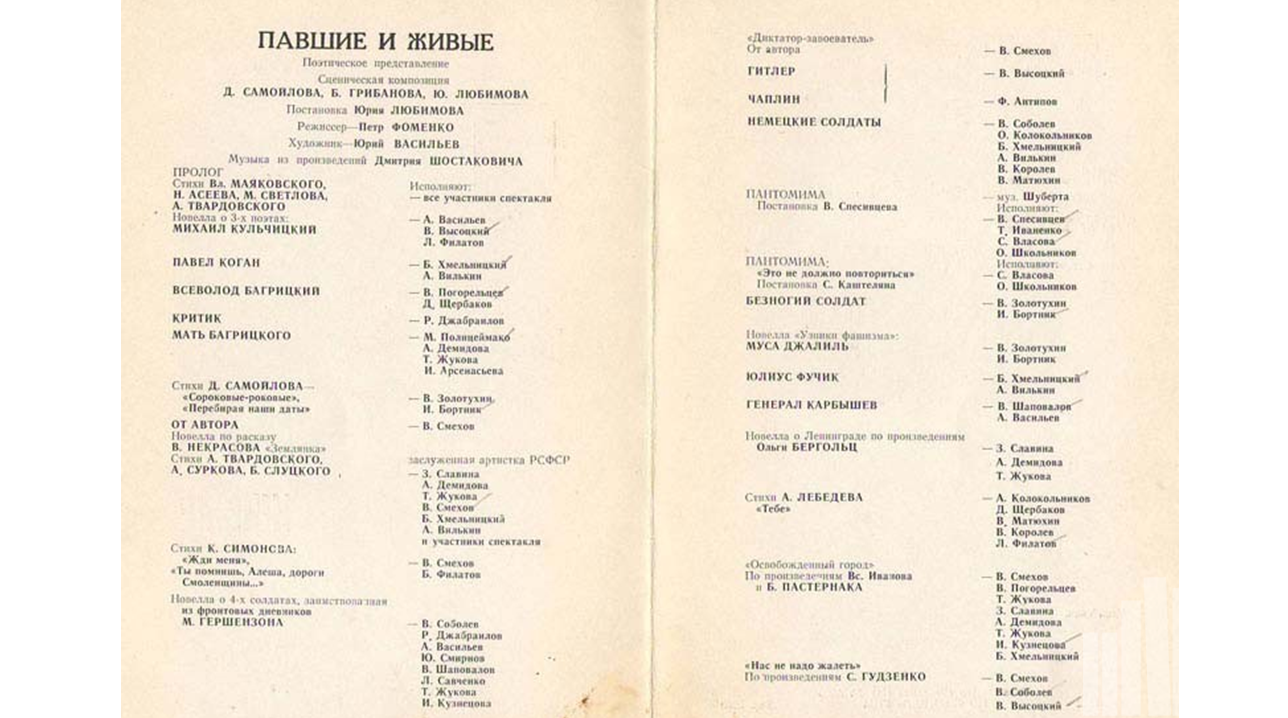 ПАВШИЕ И ЖИВЫЕ
Поэтическое представление
Сценическая композиция
Д. САМОЙЛОВА, Б. ГРИБАНОВА, Ю. ЛЮБИМОВА
Постановка Юрия ЛЮБИМОВА
Режиссер—Петр ФОМЕНКО
Художник—Юрий ВАСИЛЬЕВ
Музыка из произведений Дмитрия ШОСТАКОВИЧА
ПРОЛОГ
Стихи Вл. МАЯКОВСКОГО,
Н. АСЕЕВА, М. СВЕТЛОВА,
А. ТВАРДОВСКОГО
Исполняют:
— все участники спектакля
Новелла о 3-х поэтах:
МИХАИЛ КУЛЬЧИЦКИЙ
— А. Васильев
В. Высоцкий
Л. Филатов
ПАВЕЛ КОГАН
— Б. Хмельницкий
А. Вилькин
ВСЕВОЛОД БАГРИЦКИЙ
— В. Погорельцев
Д. Щербаков
КРИТИК
— Р. Джабраилов
МАТЬ БАГРИЦКОГО
— М. Полицеймако
А. Демидова
Т. Жукова
И. Арсенасьева
Стихи Д. САМОЙЛОВА—
«Сороковые-роковые»,
«Перебирая наши даты»
— В. Золотухин,
И. Бортник
ОТ АВТОРА
— В. Смехов
Новелла по рассказу
В. НЕКРАСОВА «Землянка»
Стихи А. ТВАРДОВСКОГО,
А. СУРКОВА, Б. СЛУЦКОГО
заслуженная артистка РСФСР
— З. Славина
А. Демидова
Т. Жукова
В. Смехов
Б. Хмельницкий
А. Вилькин
и участники спектакля
Стихи К. СИМОНОВА:
«Жди меня»,
«Ты помнишь, Алеша, дороги
Смоленщины...»
— В. Смехов
Б. Филатов
Новелла о 4-х солдатах, заимствованная
из фронтовых дневников
М. ГЕРШЕНЗОНА
— В. Соболев
Р. Джабраилов
А. Васильев
Ю. Смирнов
В. Шаповалов
Л. Савченко
Т. Жукова
И. Кузнецова
«Диктатор-завоеватель»
От автора
— В. Смехов
ГИТЛЕР
— В. Высоцкий
ЧАПЛИН
— Ф. Антипов
НЕМЕЦКИЕ СОЛДАТЫ
— В. Соболев
О. Колокольников
Б. Хмельницкий
А. Вилькин
В. Королев
В. Матюхин
ПАНТОМИМА
Постановка В. Спесивцева
— муз. Шуберта
Исполняют:
— В. Спесивцев
Т. Иваненко
С. Власова
О. Школьников
ПАНТОМИМА:
«Это не должно повториться»
Постановка С. Каштеляна
Исполняют:
— С. Власова
О. Школьников
БЕЗНОГИЙ СОЛДАТ
— В. Золотухин
И. Бортник
Новелла «Узники фашизма»:
МУСА ДЖАЛИЛЬ
— В. Золотухин
И. Бортник
ЮЛИУС ФУЧИК
— Б. Хмельницкий
А. Вилькин
ГЕНЕРАЛ КАРБЫШЕВ
— В. Шаповалов
А. Васильев
Новелла о Ленинграде по произведениям
Ольги БЕРГОЛЬЦ
— З. Славина
А. Демидова
Т. Жукова
Стихи А. ЛЕБЕДЕВА
«Тебе»
— А. Колокольников
Д. Щербаков
В. Матюхин
В. Королев
Л. Филатов
«Освобожденный город»
По произведениям Вс. Иванова
и Б. ПАСТЕРНАКА
— В. Смехов
В. Погорельцев
Т. Жукова
З. Славина
А. Демидова
Т. Жукова
И. Кузнецова
Б. Хмельницкий
«Нас не надо жалеть»
По произведениям С. ГУДЗЕНКО
— В. Смехов
В. Соболев
В. Высоцкий